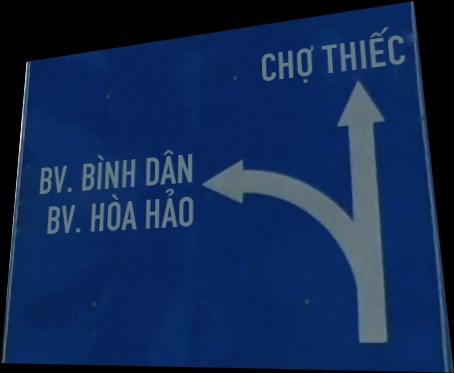 CHỢ THIẾC
BV. BÌNH DÂN
BV. HÒA HẢO